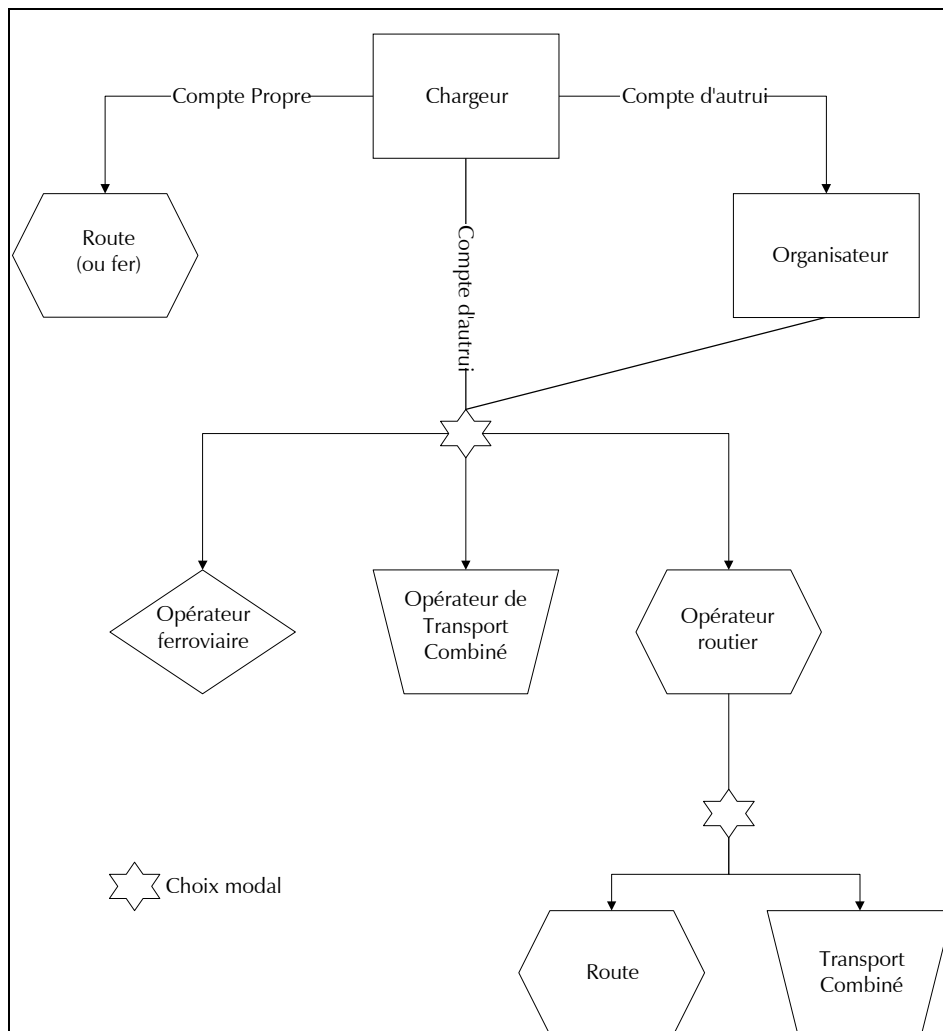 Compte Propre
Chargeur
Compte d'autrui
Route
(ou fer)
Compte d'autrui
Organisateur
Opérateur
ferroviaire
Opérateur de
Transport
Combiné
Opérateur
routier
Choix modal
Route
Transport
Combiné